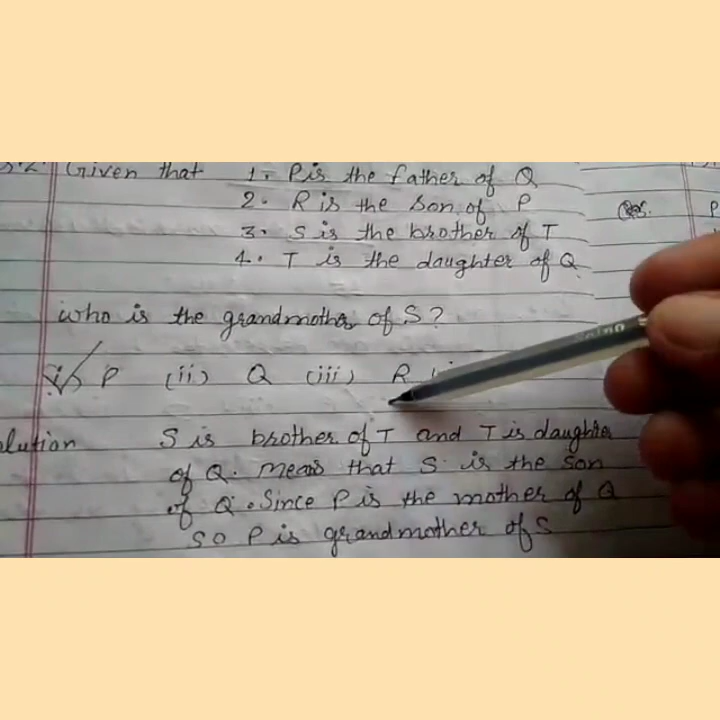 Given that 1. P is the father of Q
2. R is the son of P
3. S is the brother of T
4. T is the daughter of Q
Ques. P
who is the grandmother of S?
(i) P (ii) Q (iii) R
olution S is brother of T and T is daughter
of Q. means that S is the son
of Q. Since P is the mother of Q
so P is grandmother of S